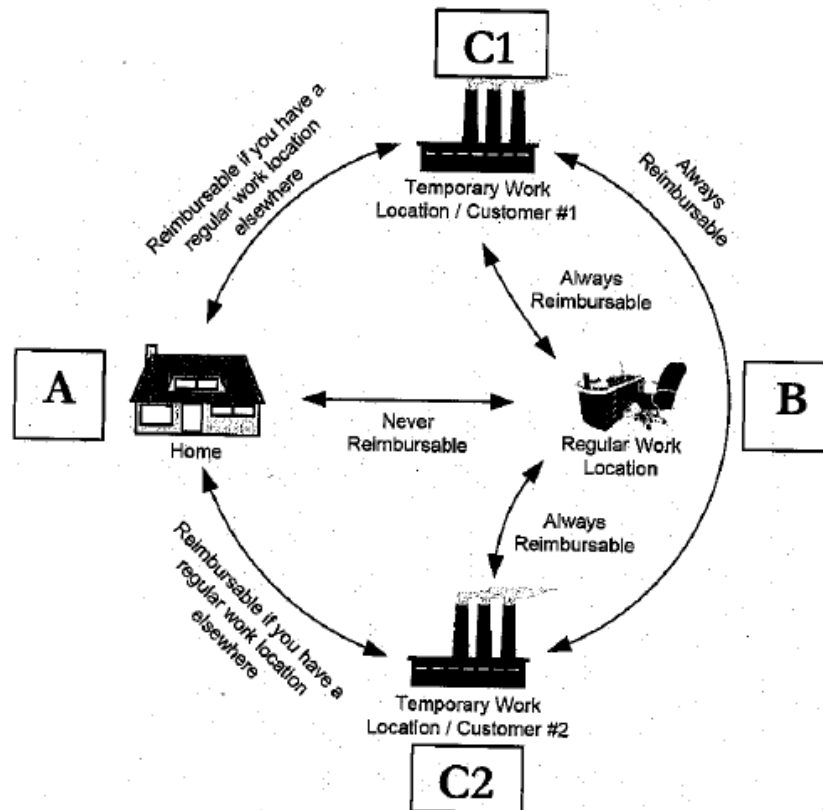 C1
Reimbursable if you have a
regular work location
elsewhere
Temporary Work
Location / Customer #1
Always
Reimbursable
Always
Reimbursable
A
Home
Never
Reimbursable
Regular Work
Location
B
Always
Reimbursable
Reimbursable if you have a
regular work location
elsewhere
Temporary Work
Location / Customer #2
C2